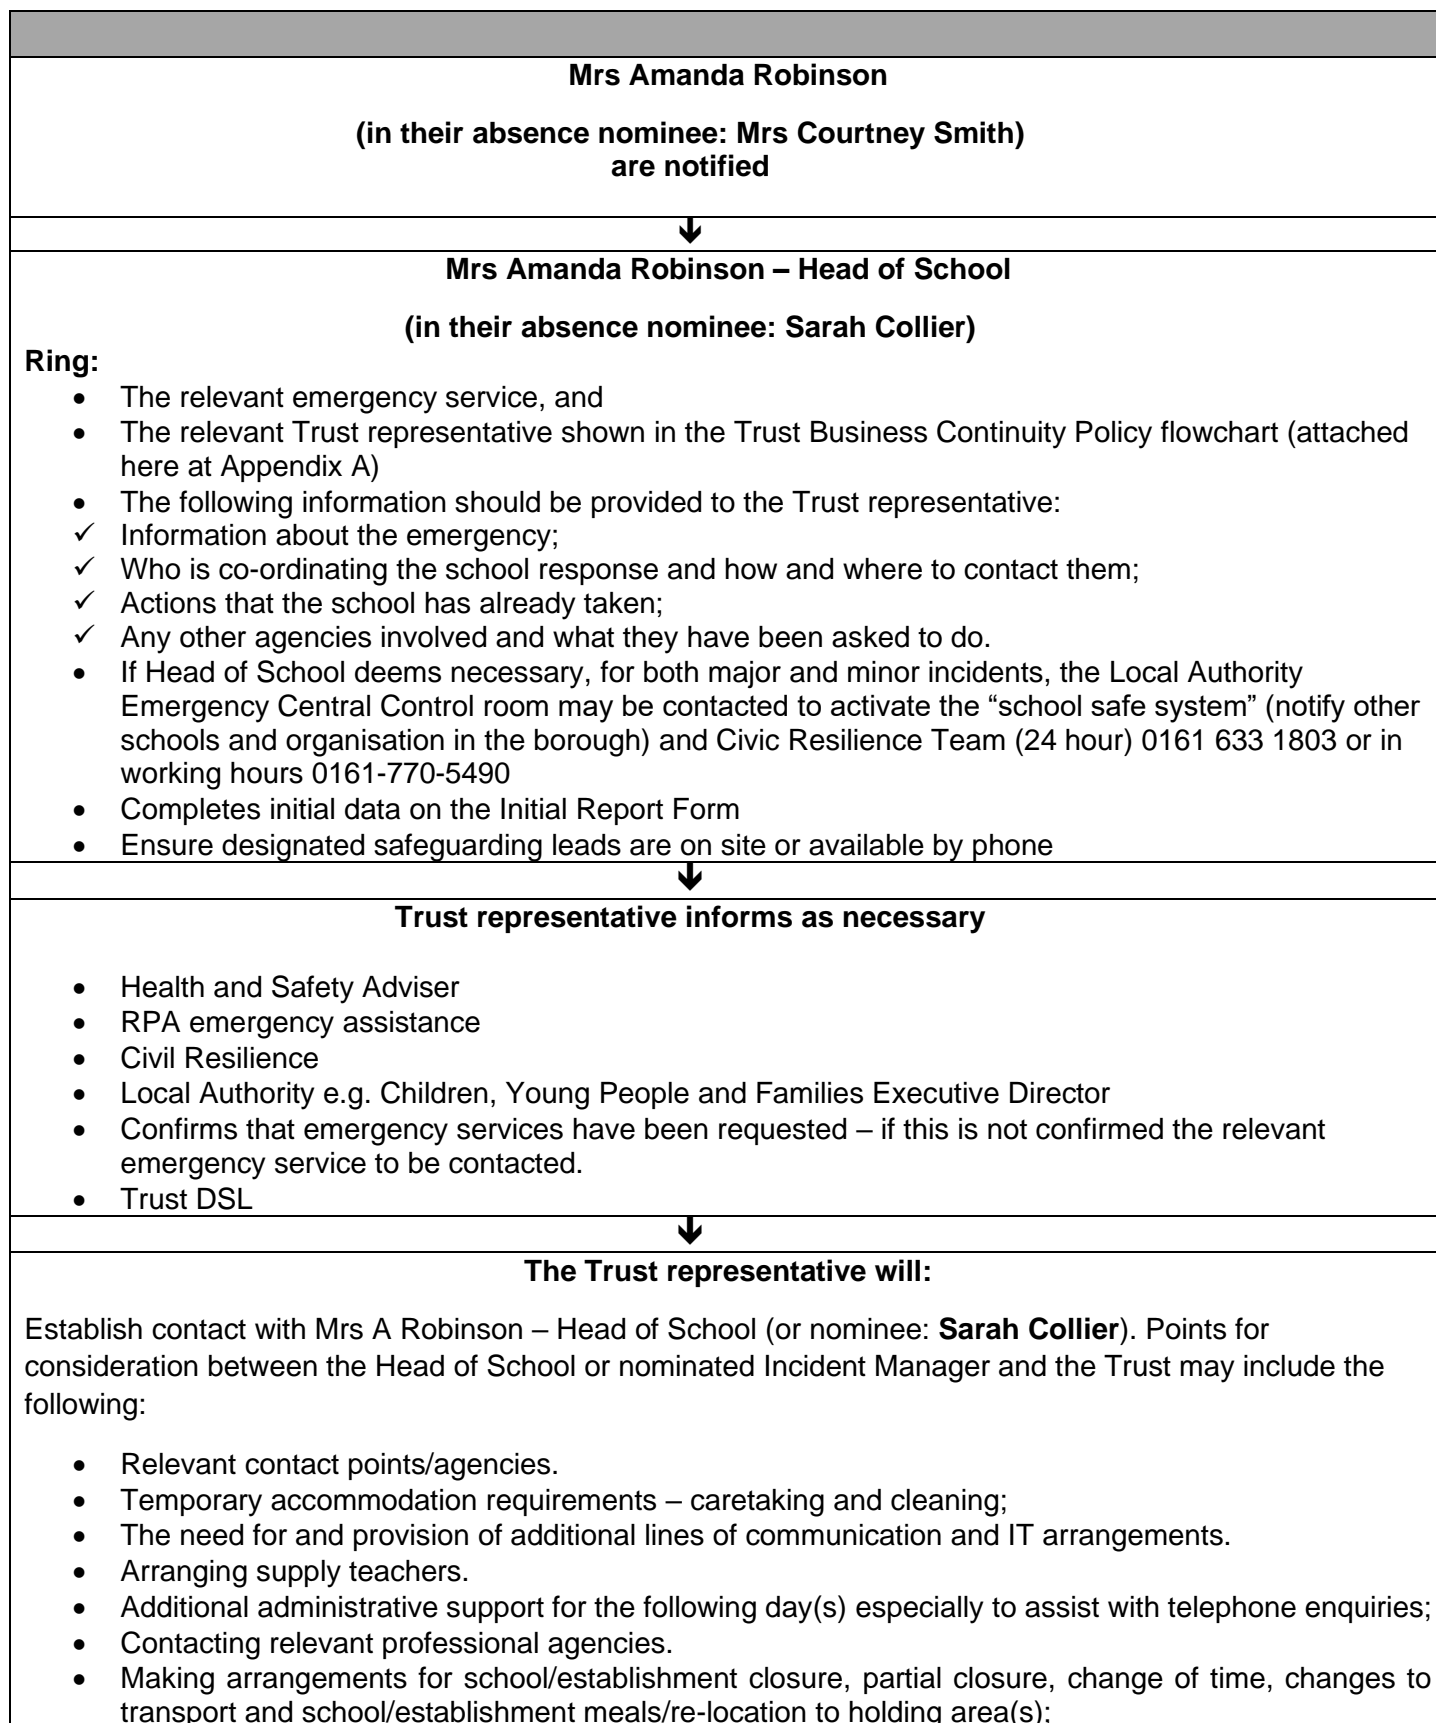 Mrs Amanda Robinson
(in their absence nominee: Mrs Courtney Smith)
are notified
Mrs Amanda Robinson – Head of School
(in their absence nominee: Sarah Collier)
Ring:
• The relevant emergency service, and
• The relevant Trust representative shown in the Trust Business Continuity Policy flowchart (attached
here at Appendix A)
• The following information should be provided to the Trust representative:
✓ Information about the emergency;
✓ Who is co-ordinating the school response and how and where to contact them;
✓ Actions that the school has already taken;
✓ Any other agencies involved and what they have been asked to do.
• If Head of School deems necessary, for both major and minor incidents, the Local Authority
Emergency Central Control room may be contacted to activate the “school safe system” (notify other
schools and organisation in the borough) and Civic Resilience Team (24 hour) 0161 633 1803 or in
working hours 0161-770-5490
• Completes initial data on the Initial Report Form
• Ensure designated safeguarding leads are on site or available by phone
Trust representative informs as necessary
• Health and Safety Adviser
• RPA emergency assistance
• Civil Resilience
• Local Authority e.g. Children, Young People and Families Executive Director
• Confirms that emergency services have been requested – if this is not confirmed the relevant
emergency service to be contacted.
• Trust DSL
The Trust representative will:
Establish contact with Mrs A Robinson – Head of School (or nominee: Sarah Collier). Points for
consideration between the Head of School or nominated Incident Manager and the Trust may include the
following:
• Relevant contact points/agencies.
• Temporary accommodation requirements – caretaking and cleaning;
• The need for and provision of additional lines of communication and IT arrangements.
• Arranging supply teachers.
• Additional administrative support for the following day(s) especially to assist with telephone enquiries;
• Contacting relevant professional agencies.
• Making arrangements for school/establishment closure, partial closure, change of time, changes to
transport and school/establishment meals/re-location to holding area(s);